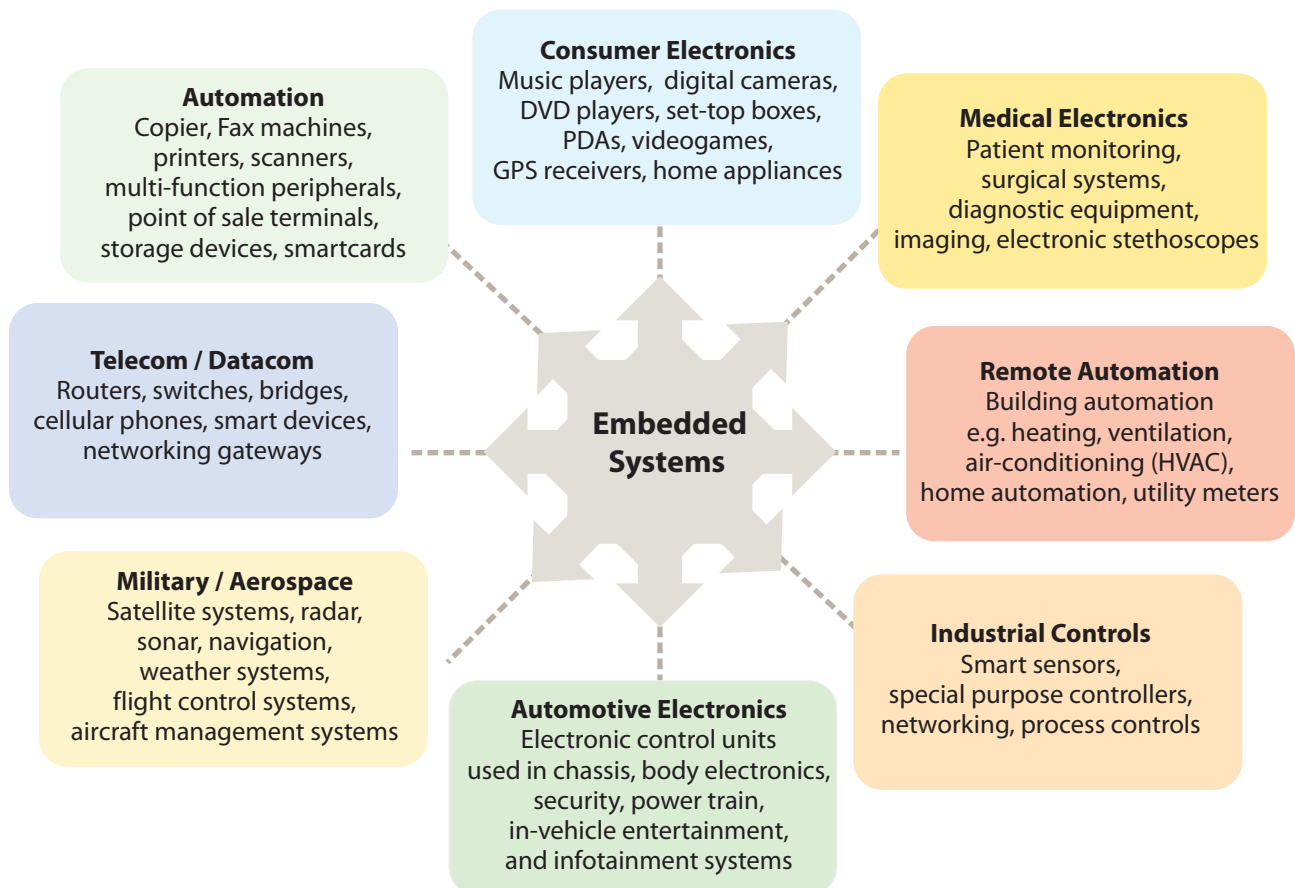 Consumer Electronics
Music players, digital cameras,
DVD players, set-top boxes,
PDAs, videogames,
GPS receivers, home appliances
Automation
Copier, Fax machines,
printers, scanners,
multi-function peripherals,
point of sale terminals,
storage devices, smartcards
Medical Electronics
Patient monitoring,
surgical systems,
diagnostic equipment,
imaging, electronic stethoscopes
Telecom / Datacom
Routers, switches, bridges,
cellular phones, smart devices,
networking gateways
Embedded
Systems
Remote Automation
Building automation
e.g. heating, ventilation,
air-conditioning (HVAC),
home automation, utility meters
Military / Aerospace
Satellite systems, radar,
sonar, navigation,
weather systems,
flight control systems,
aircraft management systems
Industrial Controls
Smart sensors,
special purpose controllers,
networking, process controls
Automotive Electronics
Electronic control units
used in chassis, body electronics,
security, power train,
in-vehicle entertainment,
and infotainment systems